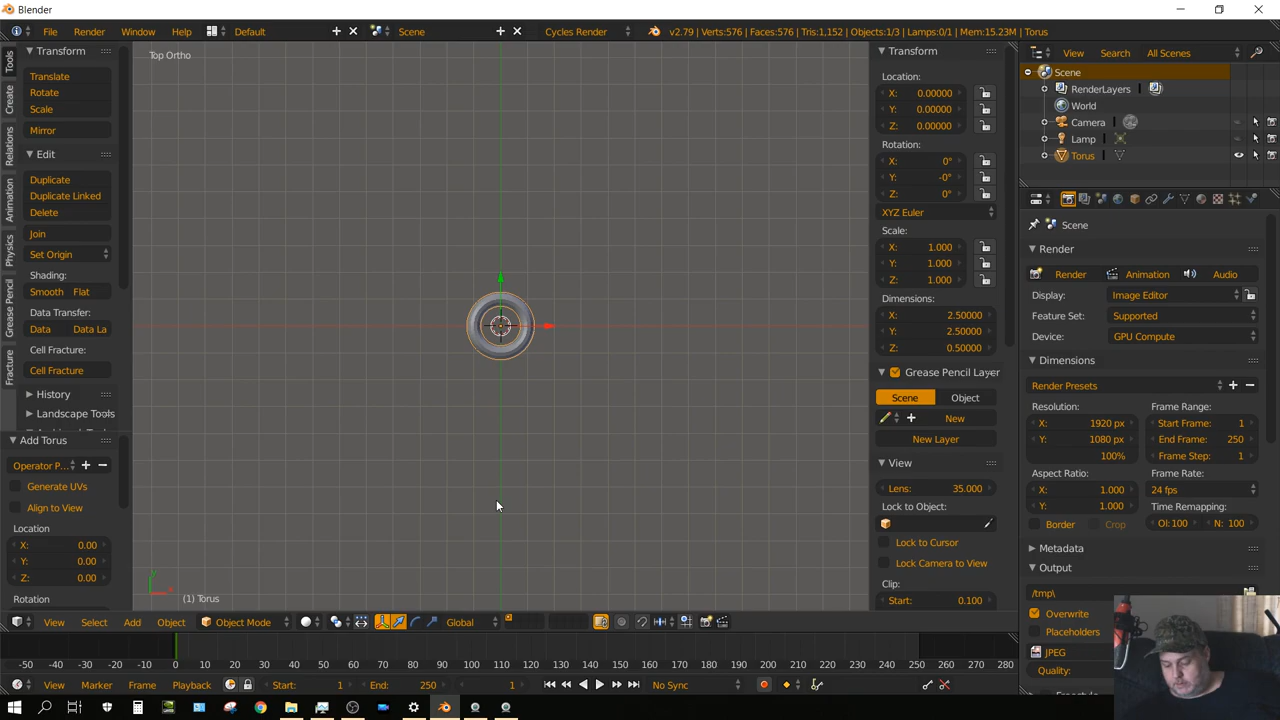 Blender
File Render Window Help Default Scene Cycles Render v2.79 | Verts:576 | Faces:576 | Tris:1,152 | Objects:1/3 | Lamps:0/1 | Mem:15.23M | Torus
Tools
Create
Relations
Animation
Physics
Grease Pencil
Fracture
Transform
Translate
Rotate
Scale
Mirror
Edit
Duplicate
Duplicate Linked
Delete
Join
Set Origin
Shading:
Smooth Flat
Data Transfer:
Data Data La
Cell Fracture:
Cell Fracture
History
Landscape Tools
Add Torus
Operator P...
Generate UVs
Align to View
Location
X: 0.00
Y: 0.00
Z: 0.00
Rotation
Top Ortho
(1) Torus
Transform
Location:
X: 0.00000
Y: 0.00000
Z: 0.00000
Rotation:
X: 0°
Y: -0°
Z: 0°
XYZ Euler
Scale:
X: 1.000
Y: 1.000
Z: 1.000
Dimensions:
X: 2.50000
Y: 2.50000
Z: 0.50000
Grease Pencil Laye
Scene Object
New
New Layer
View
Lens: 35.000
Lock to Object:
Lock to Cursor
Lock Camera to View
Clip:
Start: 0.100
View Search All Scenes
Scene
RenderLayers
World
Camera
Lamp
Torus
Scene
Render
Render Animation Audio
Display: Image Editor
Feature Set: Supported
Device: GPU Compute
Dimensions
Render Presets
Resolution: Frame Range:
X: 1920 px Start Frame: 1
Y: 1080 px End Frame: 250
100% Frame Step: 1
Aspect Ratio: Frame Rate:
X: 1.000 24 fps
Y: 1.000 Time Remapping:
Border Crop Ol:100 N: 100
Metadata
Output
/tmp\
Overwrite
Placeholders
JPEG
Quality:
View Select Add Object Object Mode Global
-50 -40 -30 -20 -10 0 10 20 30 40 50 60 70 80 90 100 110 120 130 140 150 160 170 180 190 200 210 220 230 240 250 260 270 280
View Marker Frame Playback Start: 1 End: 250 1 No Sync